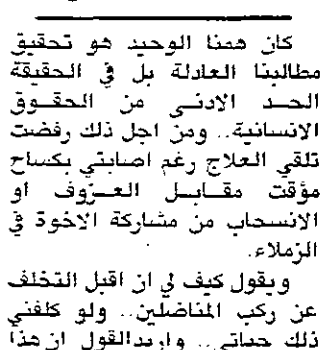 كان همنا الوحيد هو تحقيق
مطالبنا العادلة بل في الحقيقة
الحد الادنى من الحقوق
الانسانية.. ومن اجل ذلك رفضت
تلقي العلاج رغم اصابتي بكساح
مؤقت مقابل العزوف او
الانسحاب من مشاركة الاخوة في
الزملاء.
ويقول كيف لي ان اقبل التخلف
عن ركب المناضلين.. ولو كلفني
ذلك حياتي.. واريد القول ان هذا